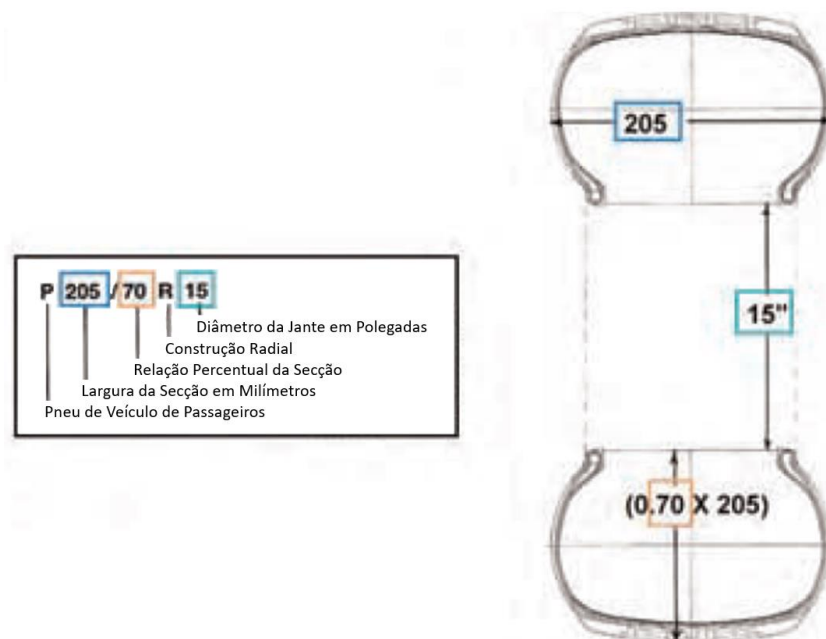 205
P 205 / 70 R 15
Diâmetro da Jante em Polegadas
Construção Radial
Relação Percentual da Secção
Largura da Secção em Milímetros
Pneu de Veículo de Passageiros
15"
(0.70 X 205)